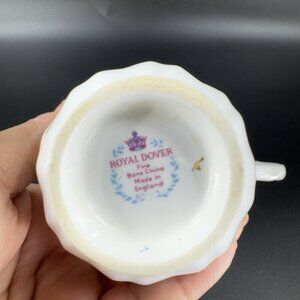 ROYAL DOVER
Fine
Bone China
Made in
England